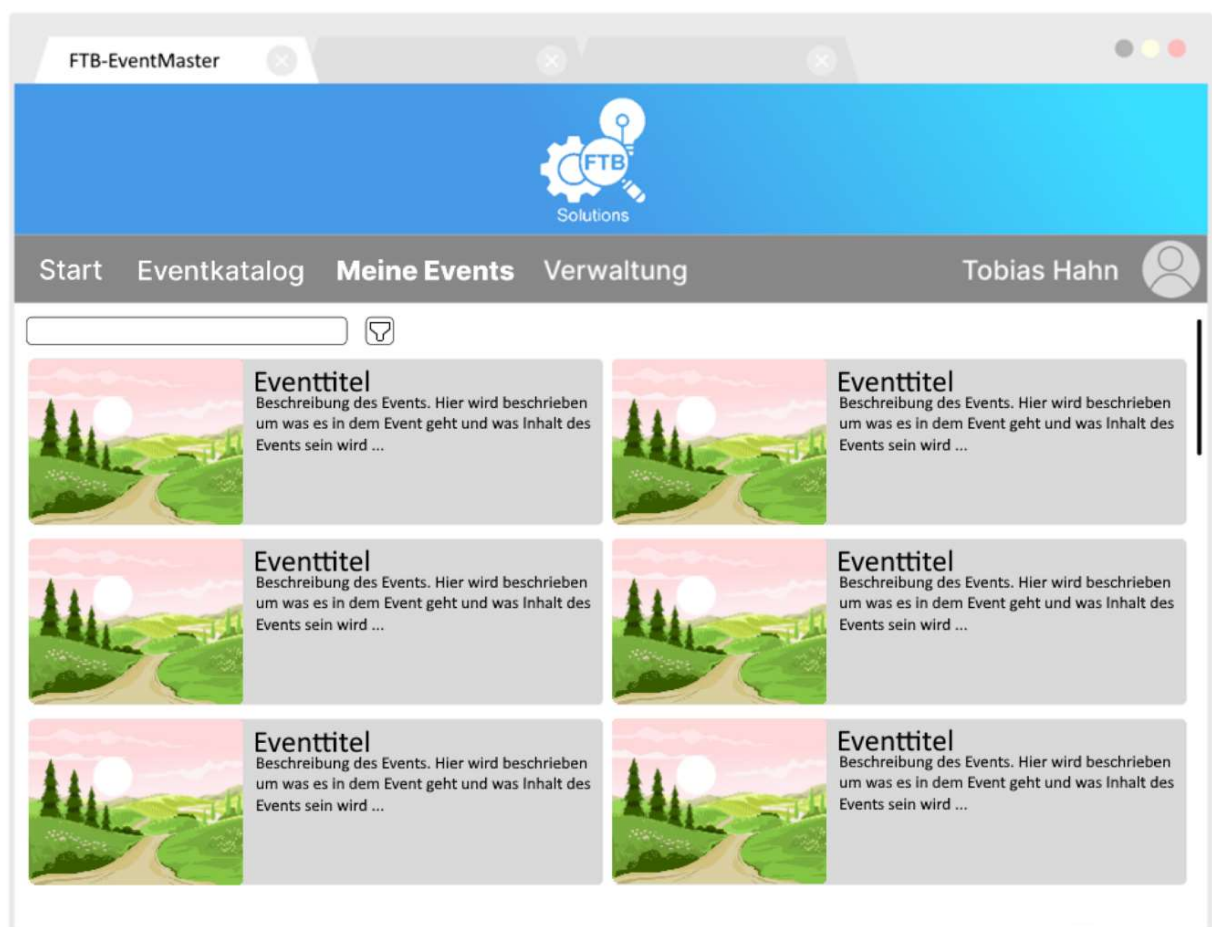 FTB-EventMaster
FTB
Solutions
Start Eventkatalog Meine Events Verwaltung Tobias Hahn
Eventtitel
Beschreibung des Events. Hier wird beschrieben
um was es in dem Event geht und was Inhalt des
Events sein wird ...
Eventtitel
Beschreibung des Events. Hier wird beschrieben
um was es in dem Event geht und was Inhalt des
Events sein wird ...
Eventtitel
Beschreibung des Events. Hier wird beschrieben
um was es in dem Event geht und was Inhalt des
Events sein wird ...
Eventtitel
Beschreibung des Events. Hier wird beschrieben
um was es in dem Event geht und was Inhalt des
Events sein wird ...
Eventtitel
Beschreibung des Events. Hier wird beschrieben
um was es in dem Event geht und was Inhalt des
Events sein wird ...
Eventtitel
Beschreibung des Events. Hier wird beschrieben
um was es in dem Event geht und was Inhalt des
Events sein wird ...